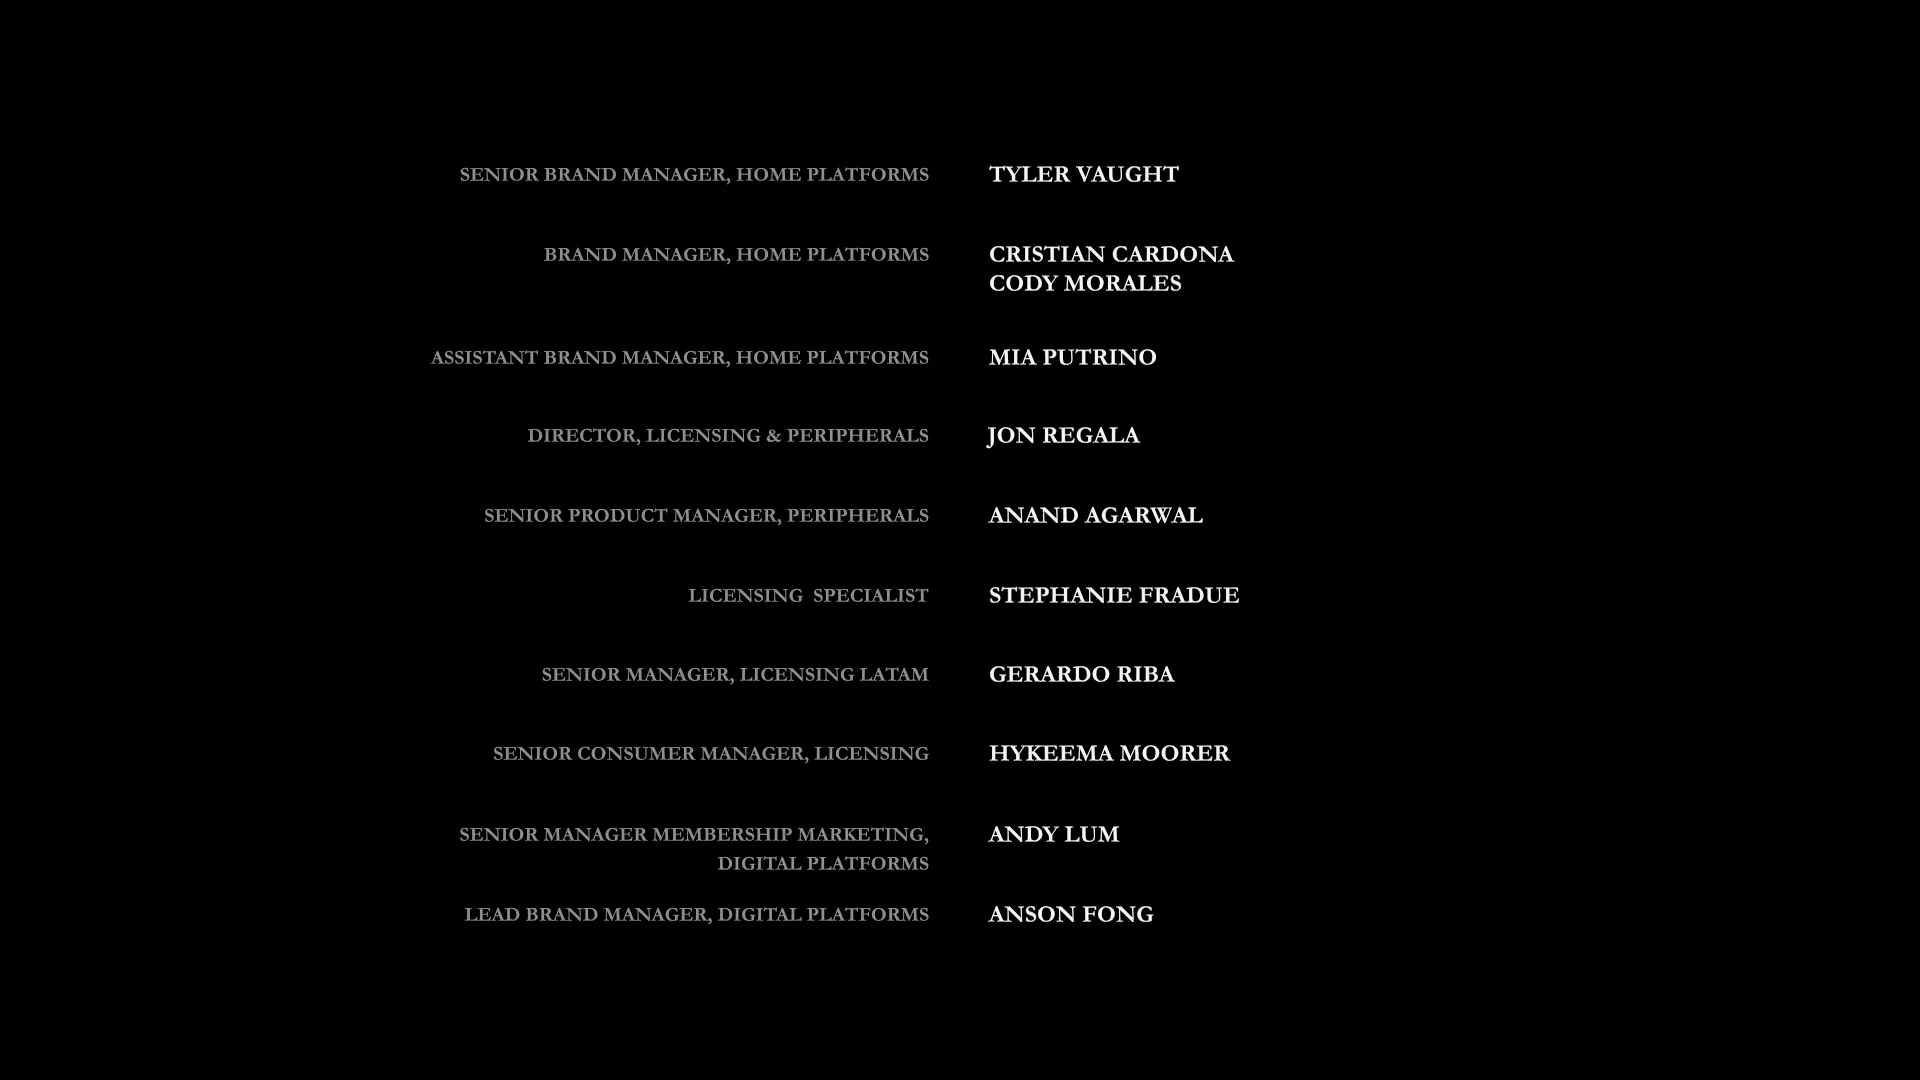 SENIOR BRAND MANAGER, HOME PLATFORMS TYLER VAUGHT
BRAND MANAGER, HOME PLATFORMS CRISTIAN CARDONA
CODY MORALES
ASSISTANT BRAND MANAGER, HOME PLATFORMS MIA PUTRINO
DIRECTOR, LICENSING & PERIPHERALS JON REGALA
SENIOR PRODUCT MANAGER, PERIPHERALS ANAND AGARWAL
LICENSING  SPECIALIST STEPHANIE FRADUE
SENIOR MANAGER, LICENSING LATAM GERARDO RIBA
SENIOR CONSUMER MANAGER, LICENSING HYKEEMA MOORER
SENIOR MANAGER MEMBERSHIP MARKETING, ANDY LUM
DIGITAL PLATFORMS
LEAD BRAND MANAGER, DIGITAL PLATFORMS ANSON FONG